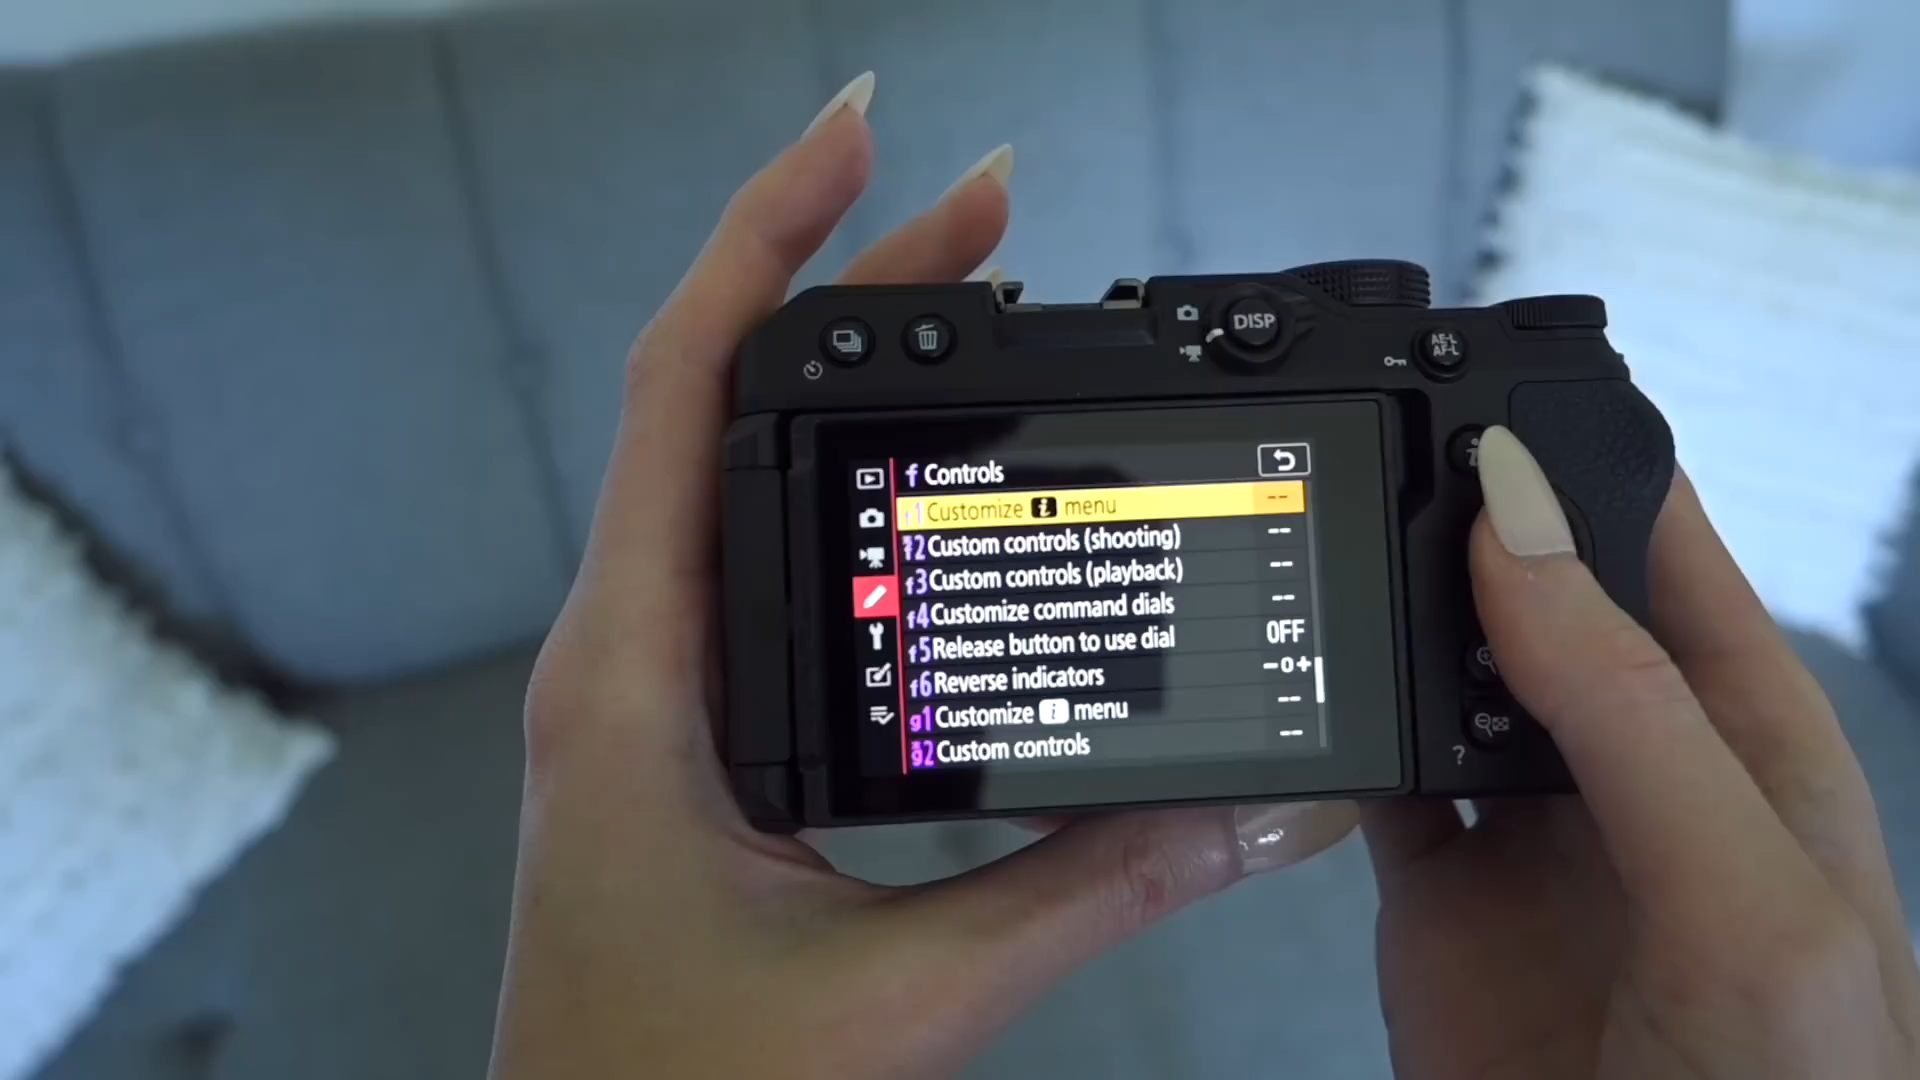 DISP
AE-L
AF-L
i
f Controls
f1 Customize i menu --
f2 Custom controls (shooting) --
f3 Custom controls (playback) --
f4 Customize command dials --
f5 Release button to use dial OFF
f6 Reverse indicators -0+
g1 Customize i menu --
g2 Custom controls --
?